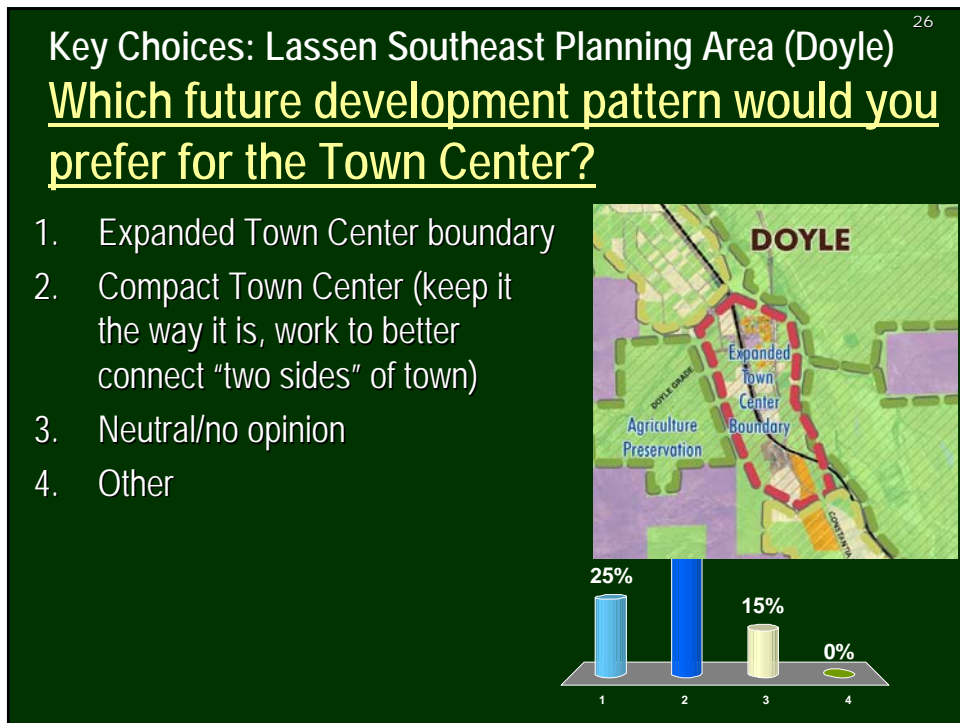 26
Key Choices: Lassen Southeast Planning Area (Doyle)
Which future development pattern would you
prefer for the Town Center?
1. Expanded Town Center boundary
2. Compact Town Center (keep it
the way it is, work to better
connect “two sides” of town)
3. Neutral/no opinion
4. Other
DOYLE
Expanded
Town
Center
Boundary
DOYLE GRADE
Agriculture
Preservation
CONSTANTIA
25%
15%
0%
1 2 3 4